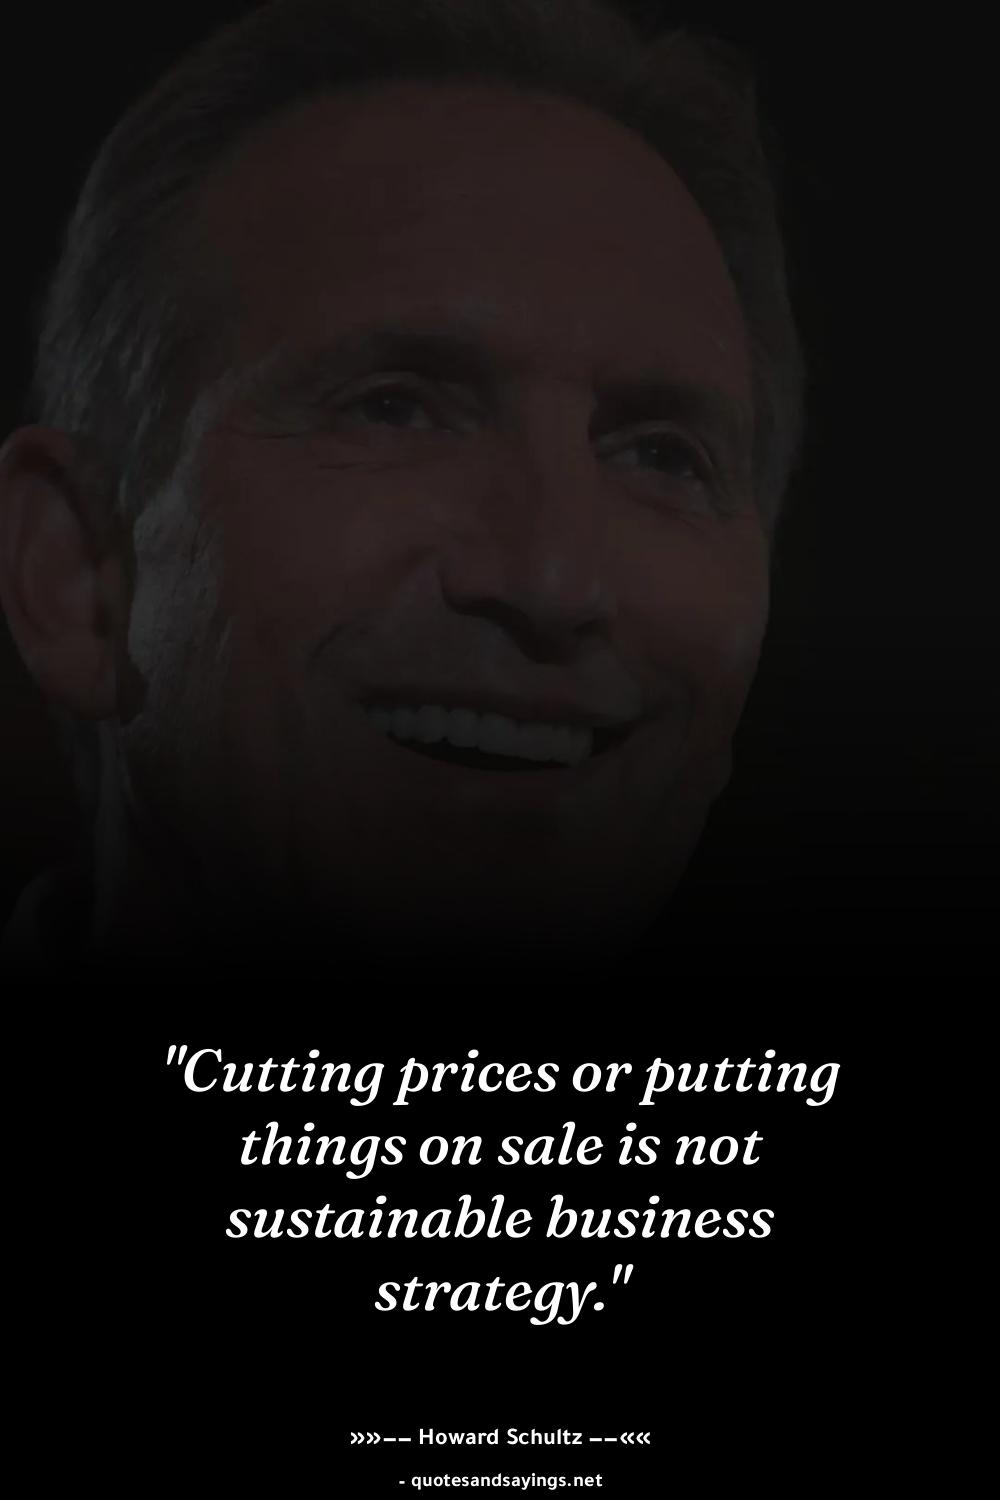 "Cutting prices or putting
things on sale is not
sustainable business
strategy."
»»−− Howard Schultz −−««
- quotesandsayings.net